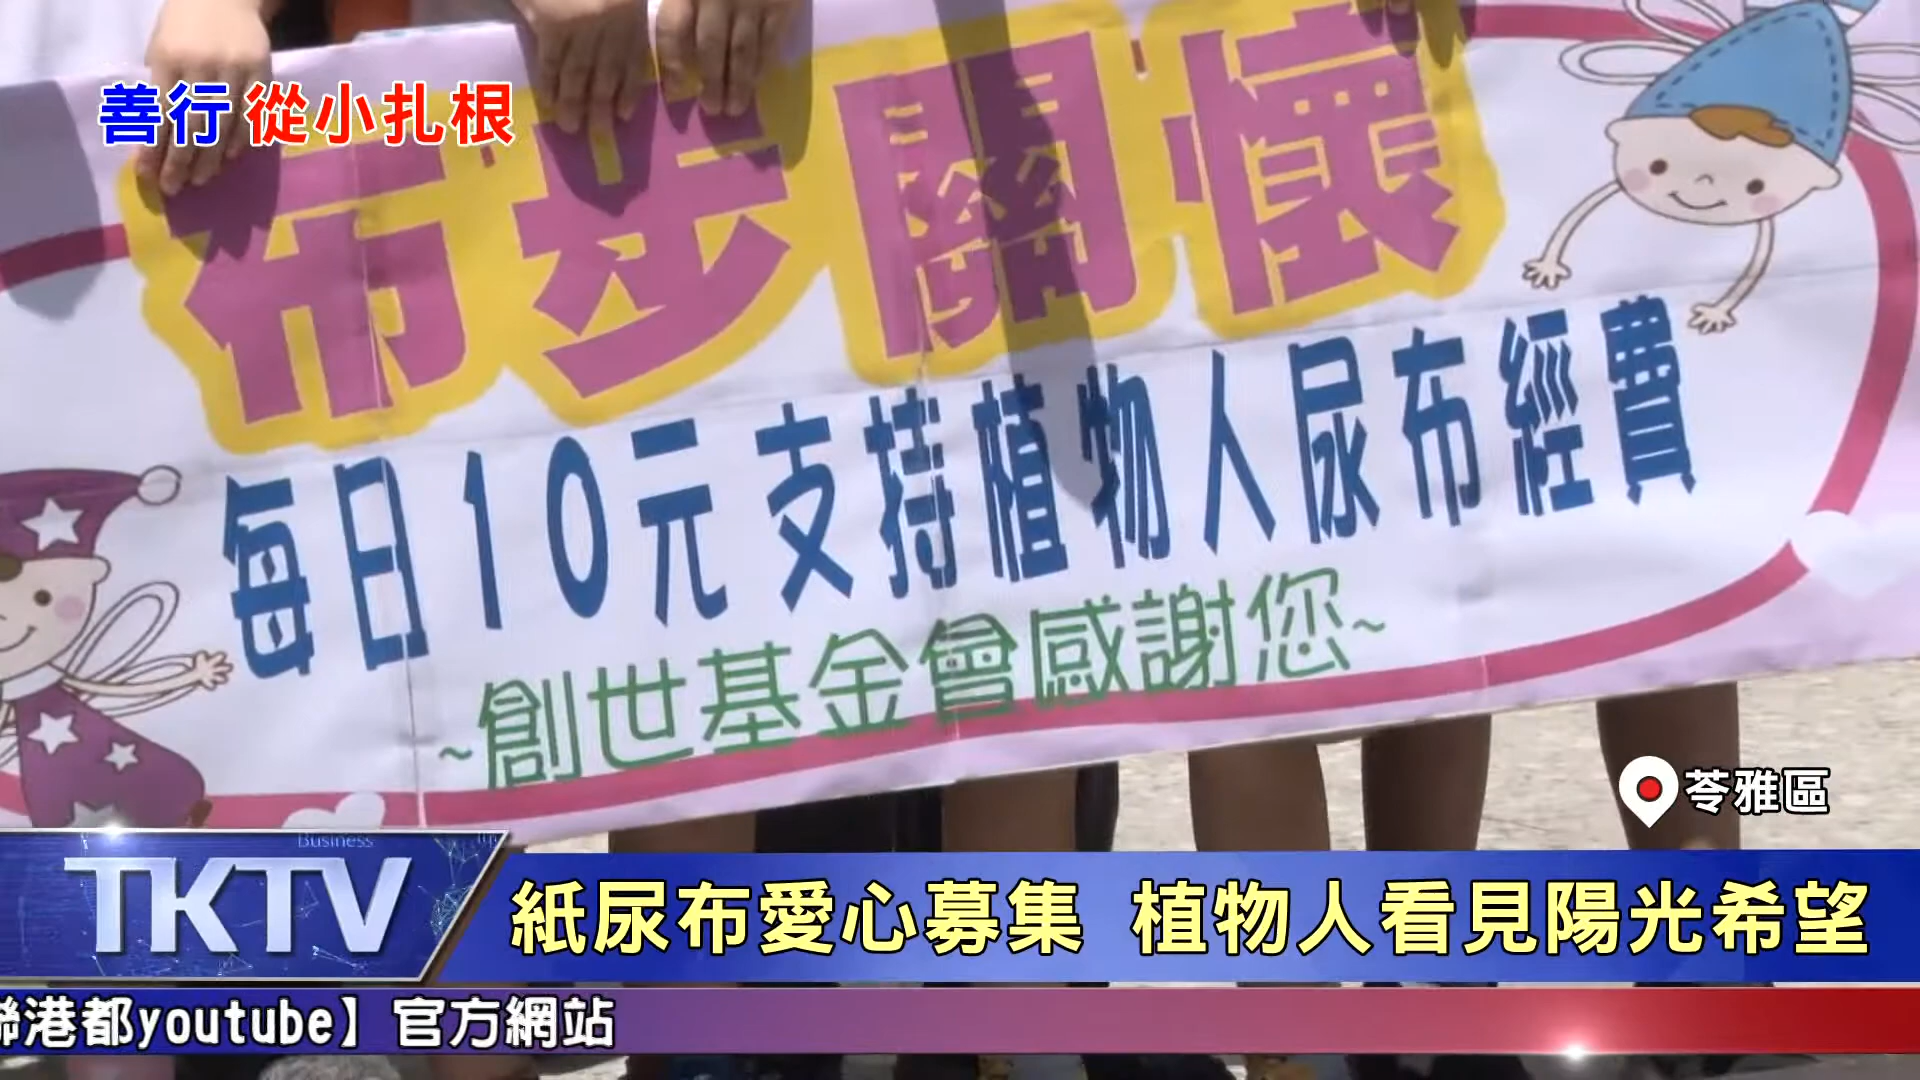 善行 從小扎根
布步關懷
每日10元支持植物人尿布經費
~創世基金會感謝您~
苓雅區
Business
TKTV
紙尿布愛心募集 植物人看見陽光希望
聯港都youtube】官方網站